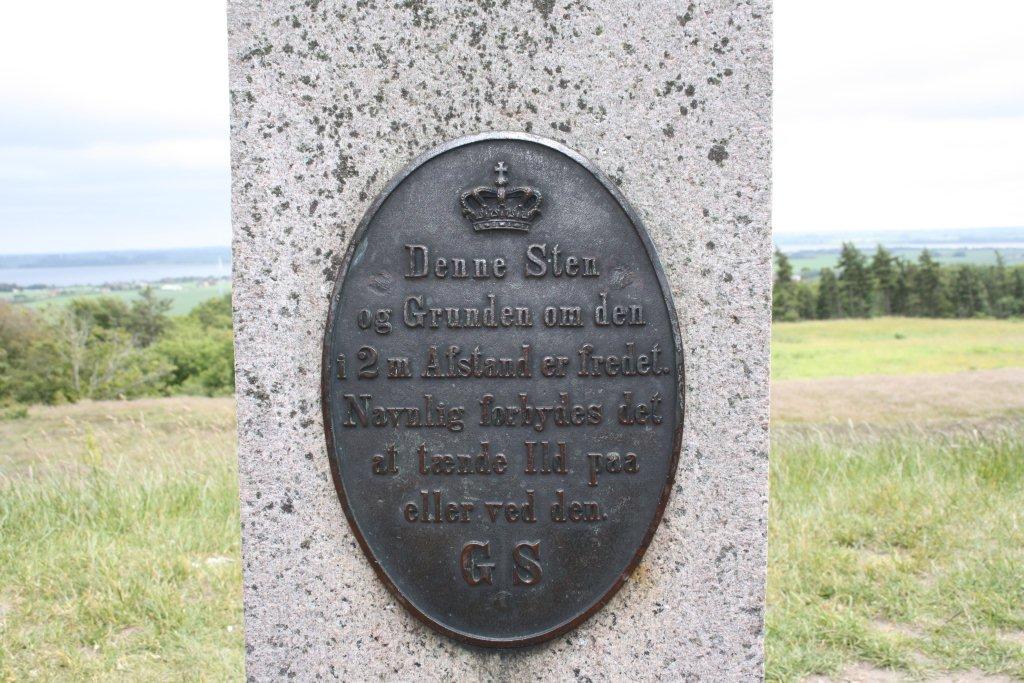 Denne Sten
og Grunden om den
i 2 m Afstand er fredet.
Navnlig forbydes det
at tænde Ild paa
eller ved den.
G S